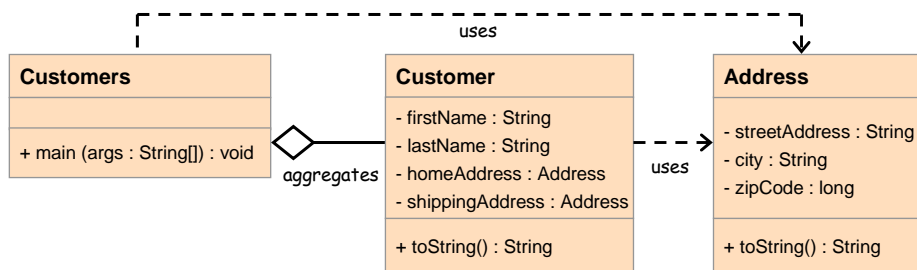 uses
Customers
+ main (args : String[]) : void
aggregates
Customer
- firstName : String
- lastName : String
- homeAddress : Address
- shippingAddress : Address
+ toString() : String
uses
Address
- streetAddress : String
- city : String
- zipCode : long
+ toString() : String